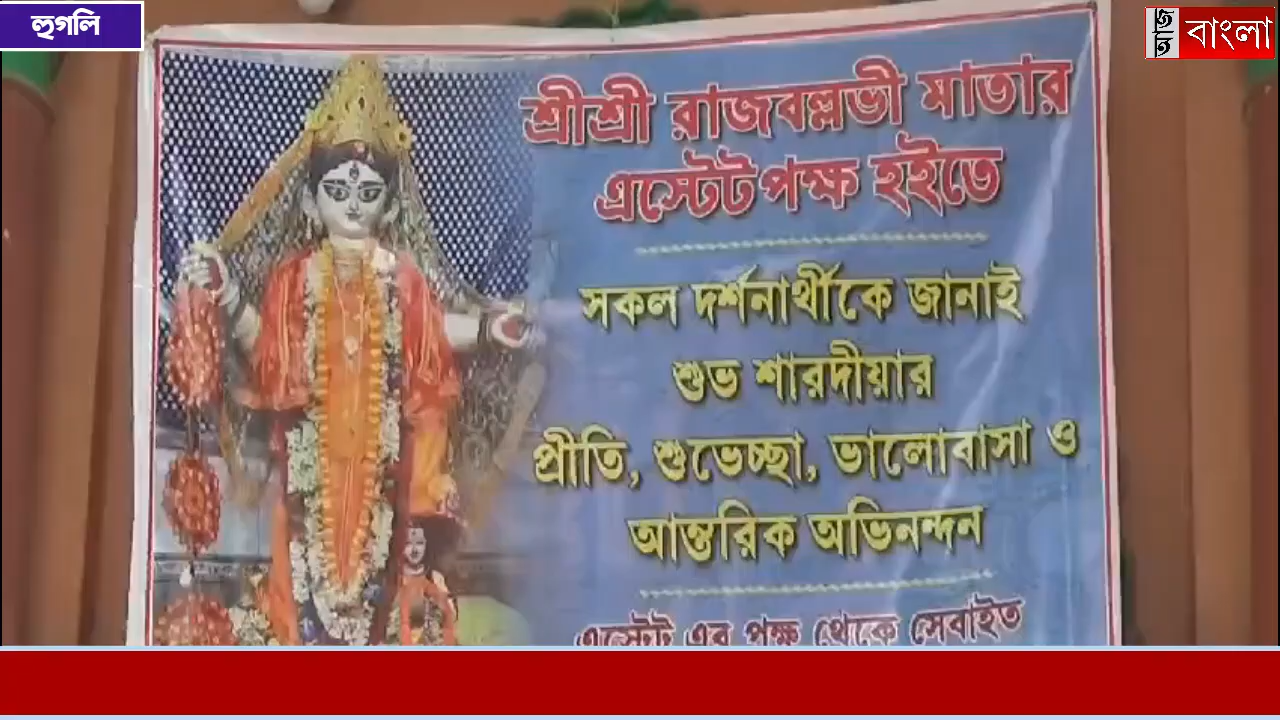 হুগলি
আজ বাংলা
শ্রীশ্রী রাজবল্লভী মাতার
এস্টেট পক্ষ হইতে
সকল দর্শনার্থীকে জানাই
শুভ শারদীয়ার
প্রীতি, শুভেচ্ছা, ভালোবাসা ও
আন্তরিক অভিনন্দন
এস্টেট এর পক্ষ থেকে সেবাইত